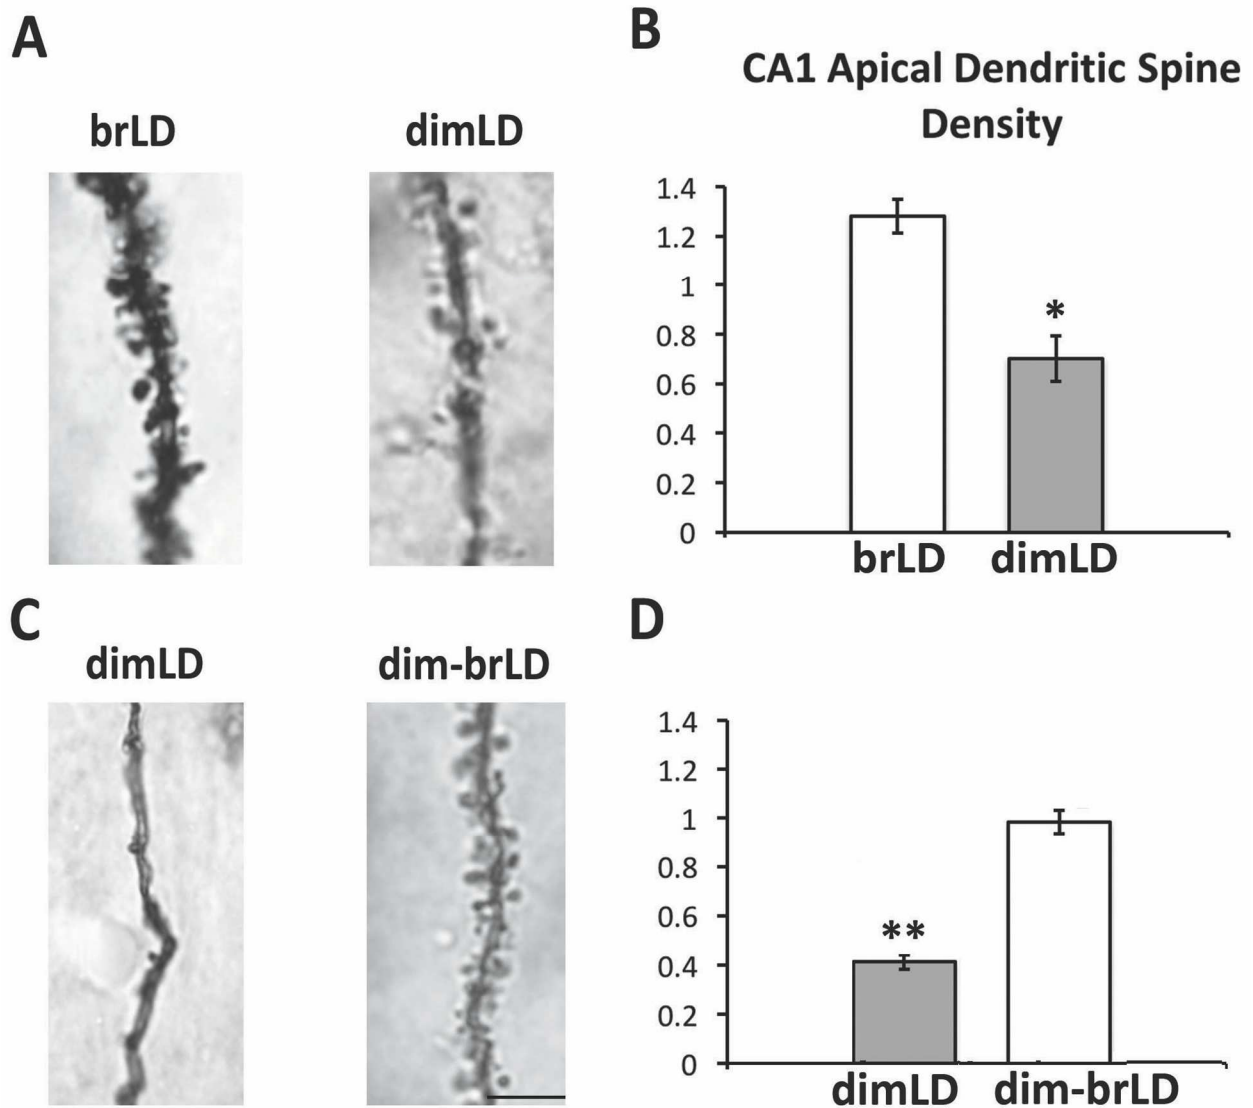 A
brLD
dimLD
B
CA1 Apical Dendritic Spine
Density
1.4
1.2
1
0.8
0.6
0.4
0.2
0
*
brLD
dimLD
C
dimLD
dim-brLD
D
1.4
1.2
1
0.8
0.6
0.4
0.2
0
**
dimLD
dim-brLD